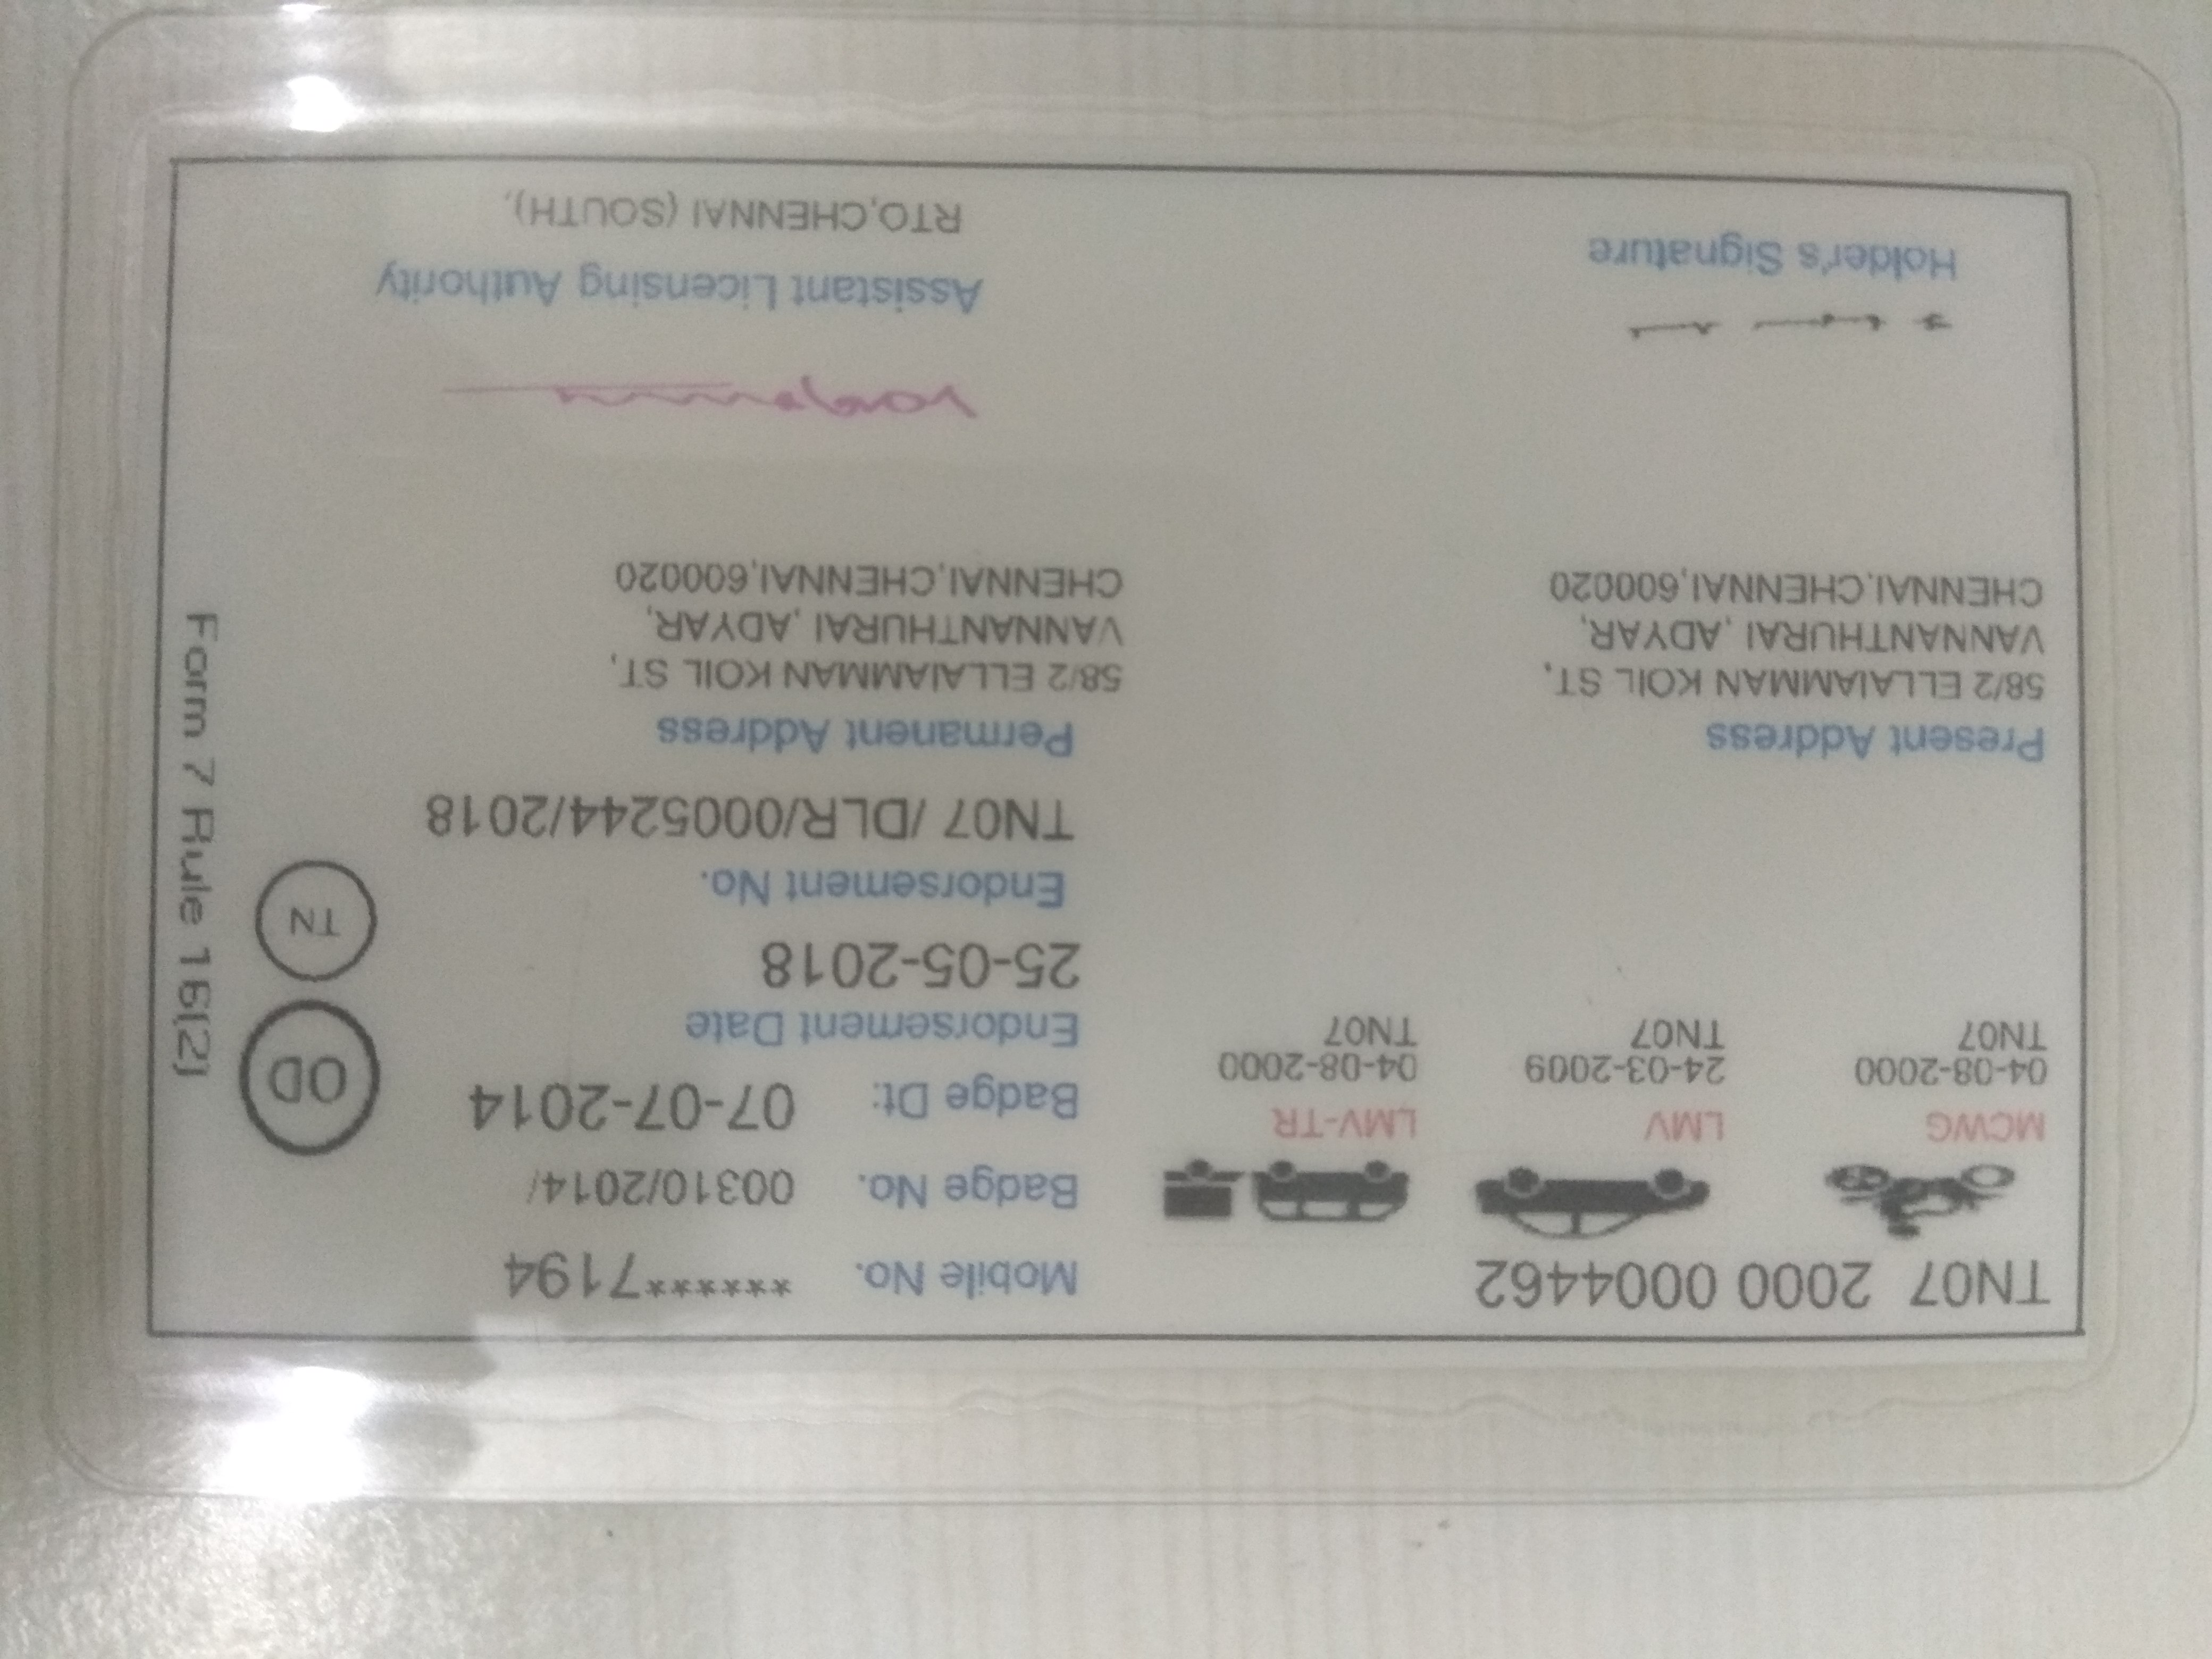 TN07 2000 0004462
MCWG
04-08-2000
TN07
LMV
24-03-2009
TN07
LMV-TR
04-08-2000
TN07
Mobile No. ******7194
Badge No. 00310/2014/
Badge Dt: 07-07-2014
Endorsement Date
25-05-2018
Endorsement No.
TN07 /DLR/0005244/2018
OD
TN
Form 7 Rule 16(2)
Present Address
58/2 ELLAIAMMAN KOIL ST,
VANNANTHURAI ,ADYAR,
CHENNAI,CHENNAI,600020
Permanent Address
58/2 ELLAIAMMAN KOIL ST,
VANNANTHURAI ,ADYAR,
CHENNAI,CHENNAI,600020
Holder's Signature
Assistant Licensing Authority
RTO,CHENNAI (SOUTH),